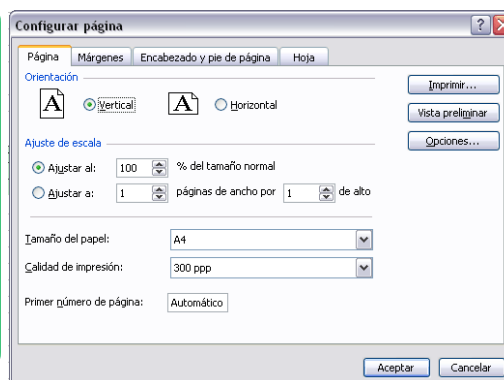 Configurar página
Página Márgenes Encabezado y pie de página Hoja
Orientación
A Vertical A Horizontal
Imprimir...
Vista preliminar
Opciones...
Ajuste de escala
Ajustar al: 100 % del tamaño normal
Ajustar a: 1 páginas de ancho por 1 de alto
Tamaño del papel: A4
Calidad de impresión: 300 ppp
Primer número de página: Automático
Aceptar Cancelar